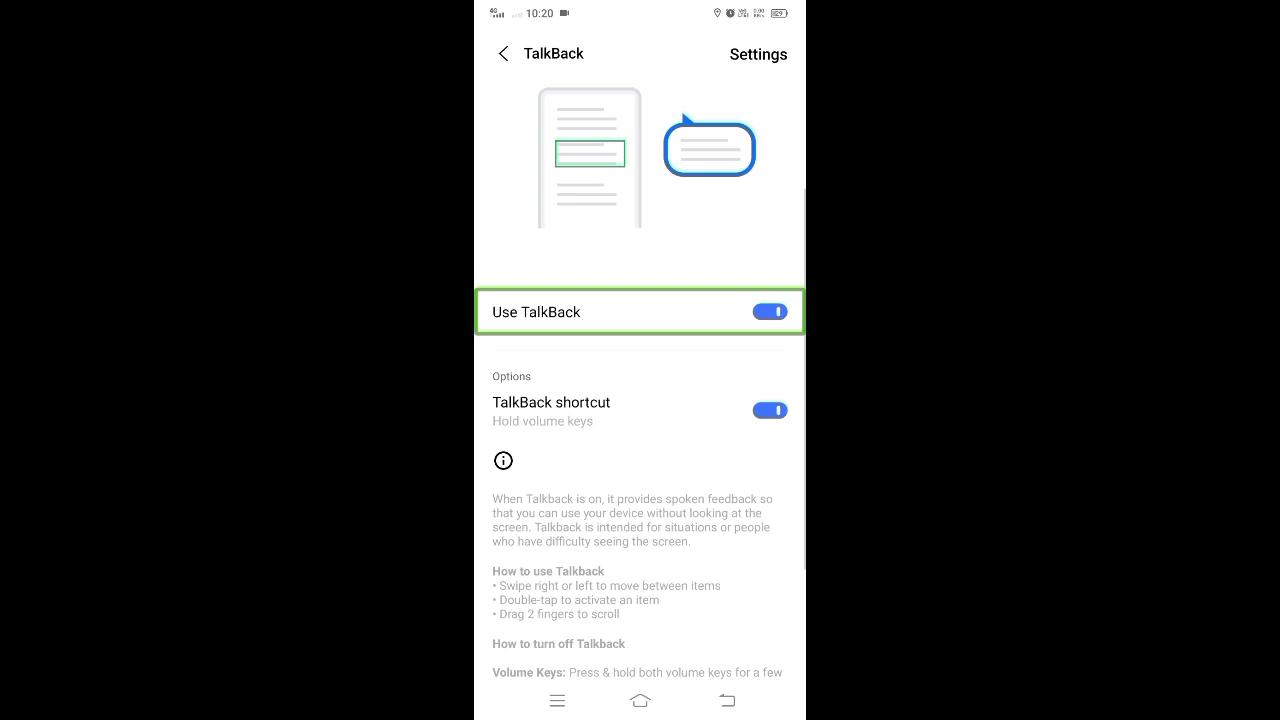 4G 10:20
TalkBack
Settings
Use TalkBack
Options
TalkBack shortcut
Hold volume keys
When Talkback is on, it provides spoken feedback so
that you can use your device without looking at the
screen. Talkback is intended for situations or people
who have difficulty seeing the screen.
How to use Talkback
• Swipe right or left to move between items
• Double-tap to activate an item
• Drag 2 fingers to scroll
How to turn off Talkback
Volume Keys: Press & hold both volume keys for a few